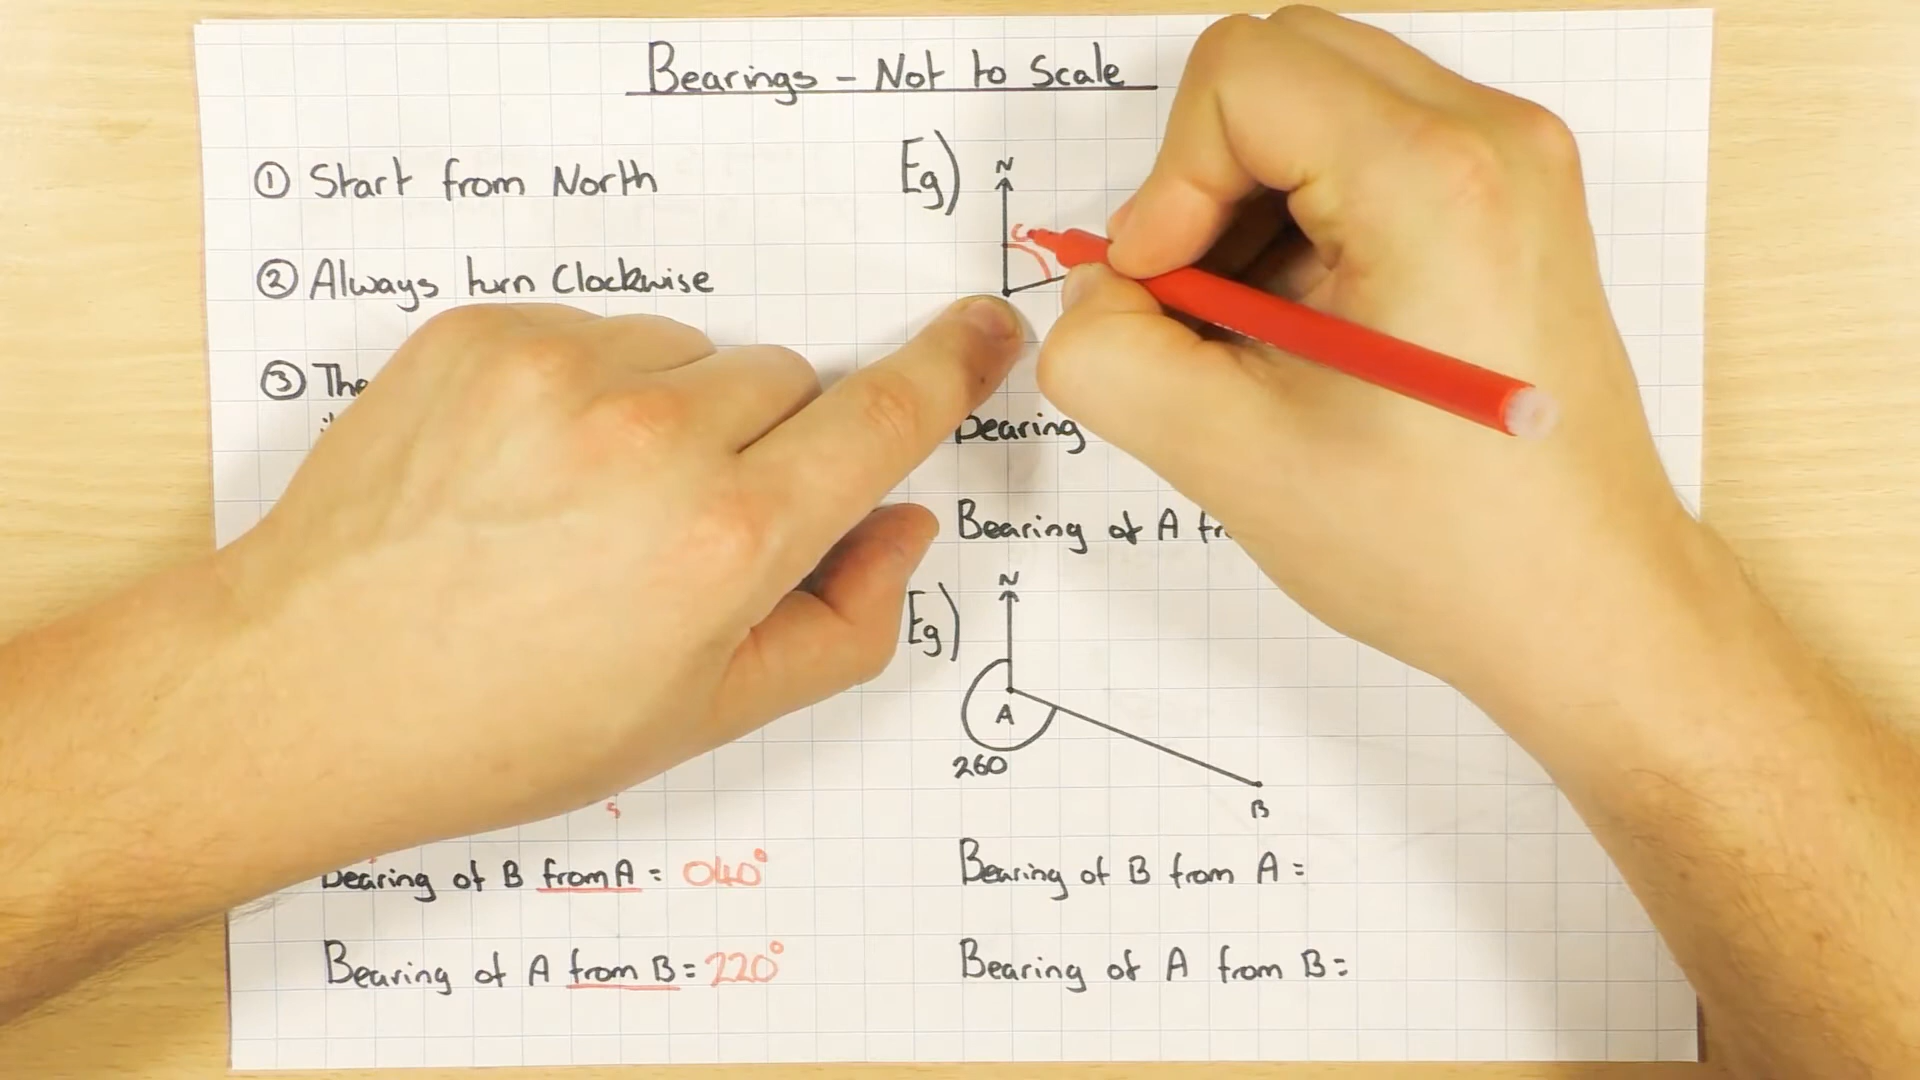 Bearings - Not to Scale
① Start from North
② Always turn Clockwise
③ The
Eg)
N
Bearing
Bearing of A
Eg)
N
A
260
B
S
Bearing of B from A = 040°
Bearing of A from B = 220°
Bearing of B from A =
Bearing of A from B =